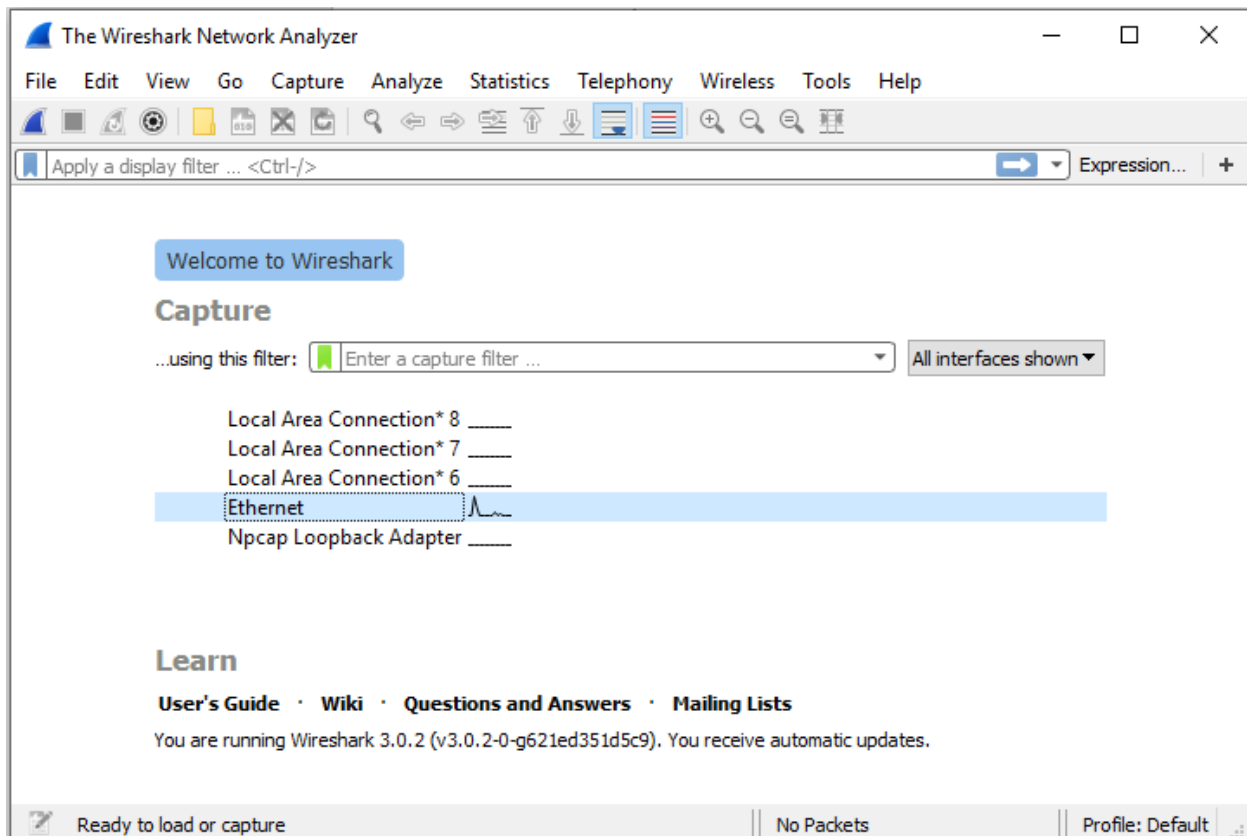 The Wireshark Network Analyzer
File Edit View Go Capture Analyze Statistics Telephony Wireless Tools Help
Apply a display filter ... <Ctrl-/> Expression... +
Welcome to Wireshark
Capture
...using this filter: Enter a capture filter ... All interfaces shown
Local Area Connection* 8
Local Area Connection* 7
Local Area Connection* 6
Ethernet
Npcap Loopback Adapter
Learn
User's Guide · Wiki · Questions and Answers · Mailing Lists
You are running Wireshark 3.0.2 (v3.0.2-0-g621ed351d5c9). You receive automatic updates.
Ready to load or capture No Packets Profile: Default